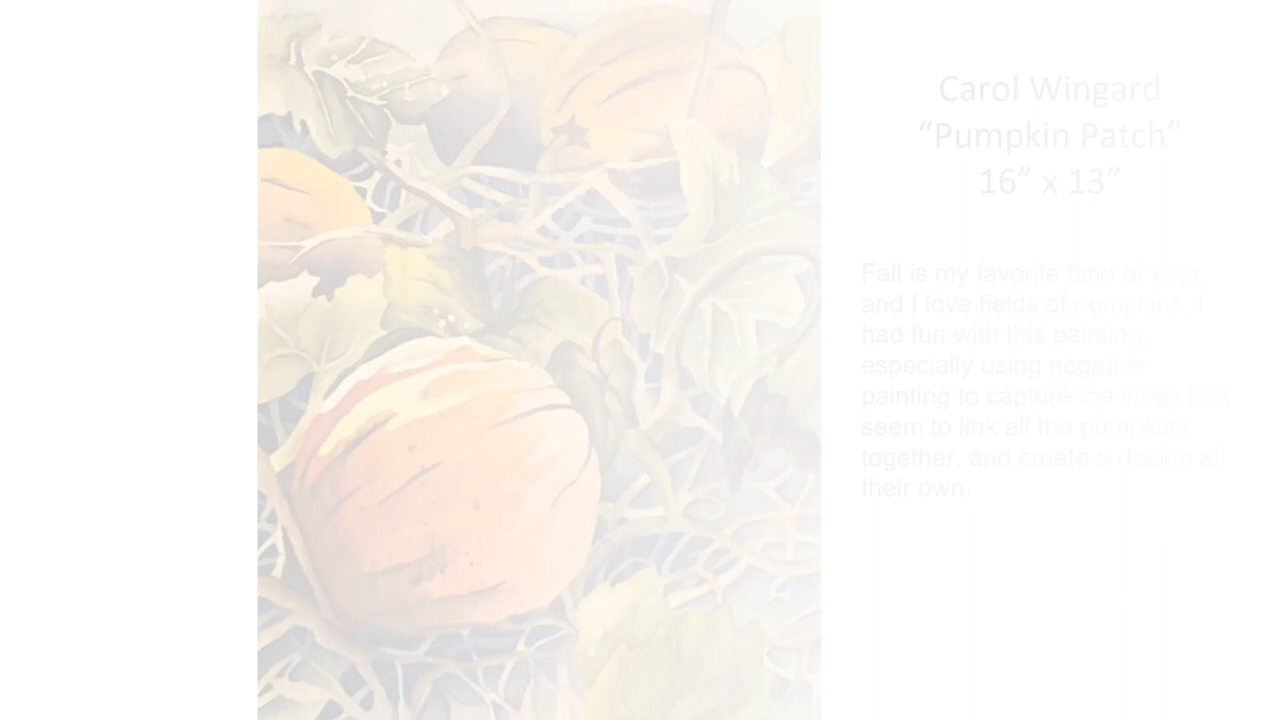 Carol Wingard
“Pumpkin Patch”
16” x 13”
Fall is my favorite time of year,
and I love fields of pumpkins. I
had fun with this painting,
especially using negative
painting to capture the vines that
seem to link all the pumpkins
together, and create a design all
their own.